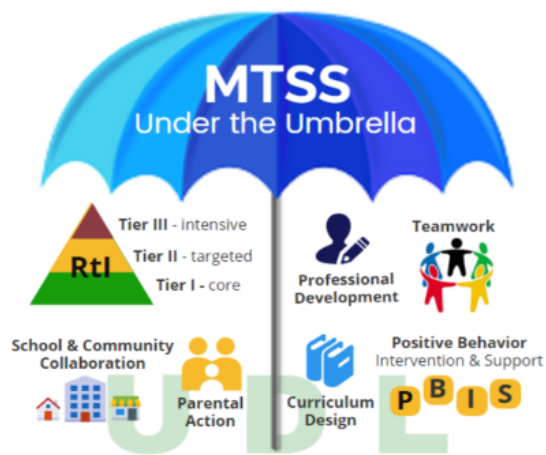 MTSS
Under the Umbrella
Tier III - intensive
Tier II - targeted
Tier I - core
RtI
Professional
Development
Teamwork
School & Community
Collaboration
Parental
Action
Curriculum
Design
Positive Behavior
Intervention & Support
P B I S
UDL